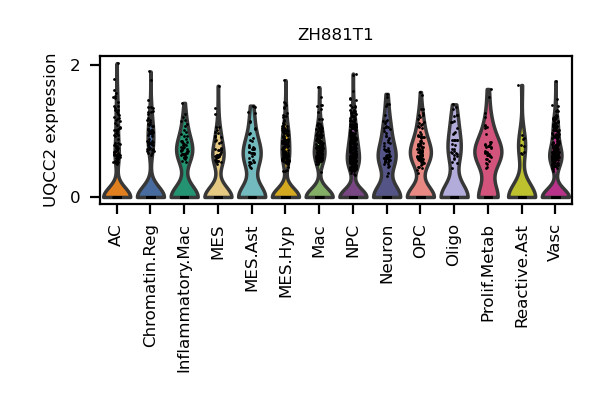 ZH881T1
UQCC2 expression
2
0
AC
Chromatin.Reg
Inflammatory.Mac
MES
MES.Ast
MES.Hyp
Mac
NPC
Neuron
OPC
Oligo
Prolif.Metab
Reactive.Ast
Vasc